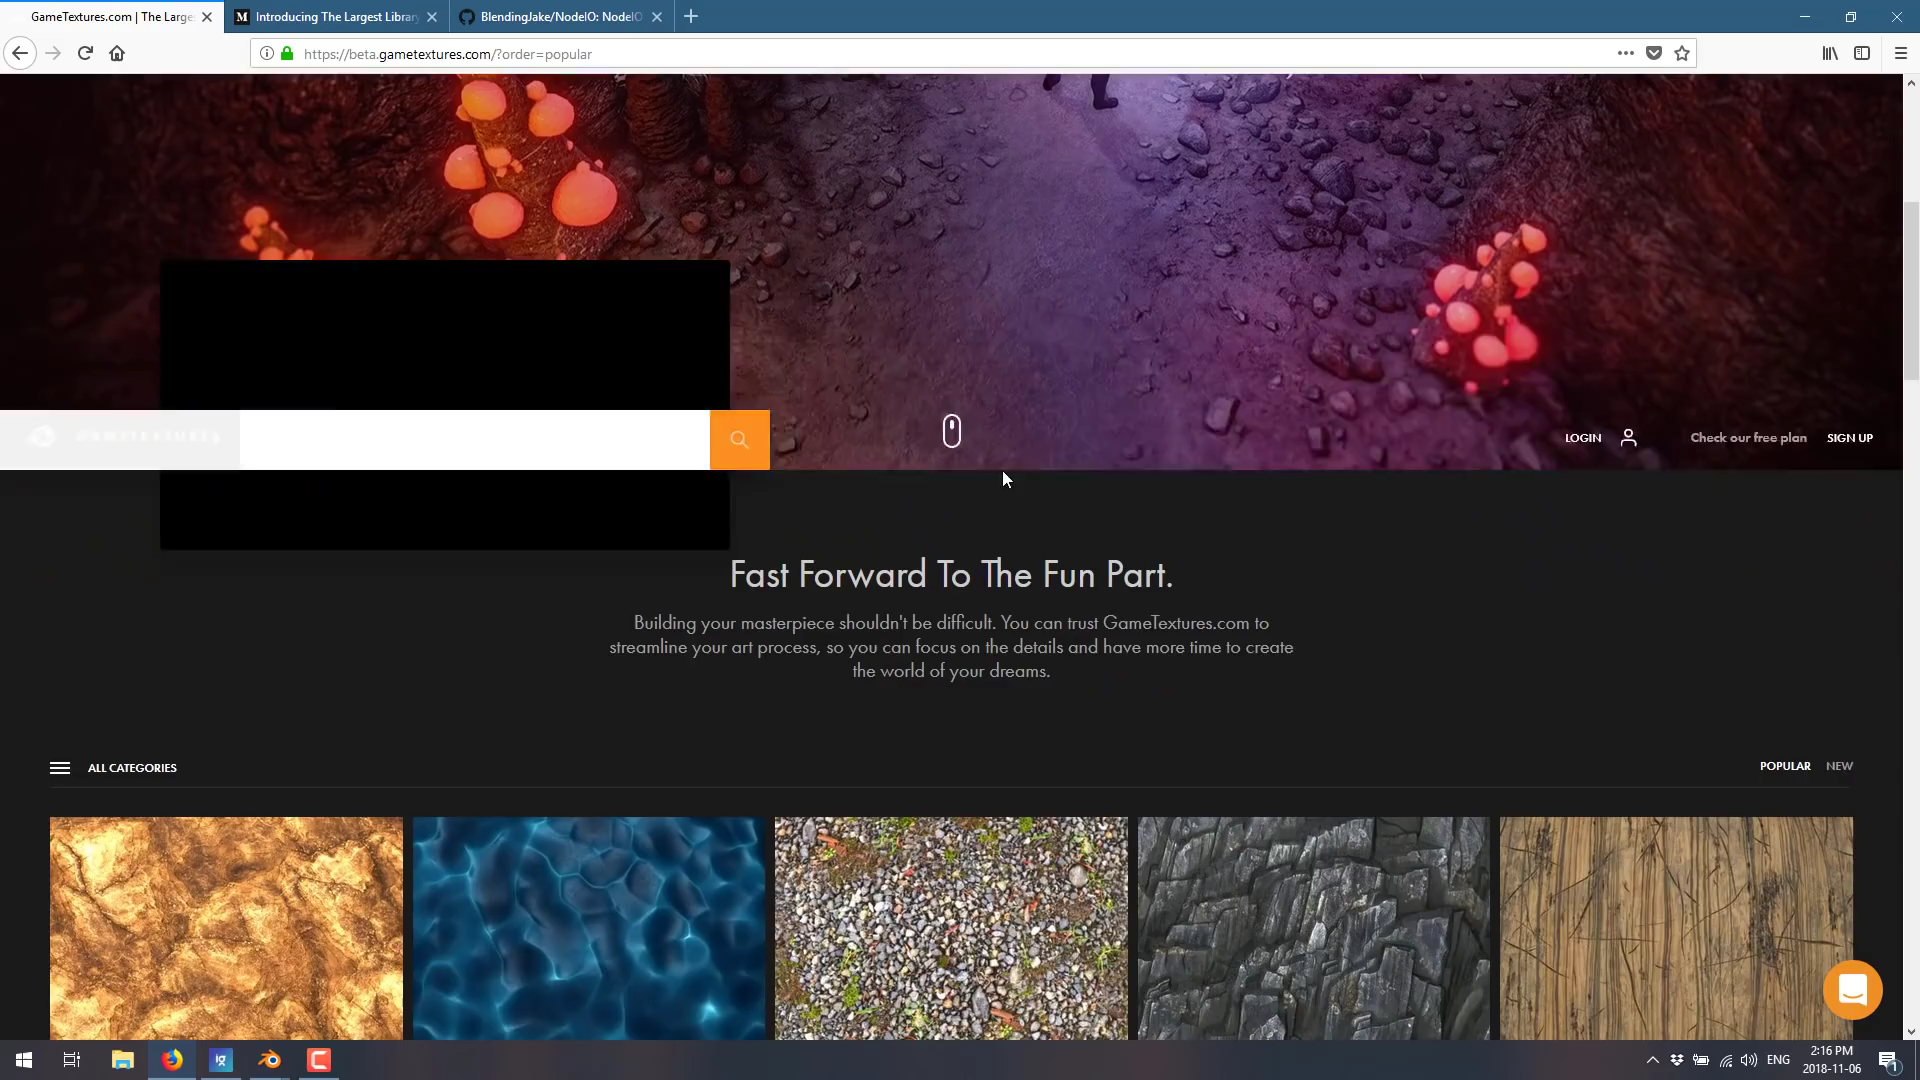 GameTextures.com | The Large
Introducing The Largest Library
BlendingJake/NodeIO: NodeIO
https://beta.gametextures.com/?order=popular
GAMETEXTURES
LOGIN
Check our free plan
SIGN UP
Fast Forward To The Fun Part.
Building your masterpiece shouldn't be difficult. You can trust GameTextures.com to
streamline your art process, so you can focus on the details and have more time to create
the world of your dreams.
ALL CATEGORIES
POPULAR
NEW
ENG
2:16 PM
2018-11-06